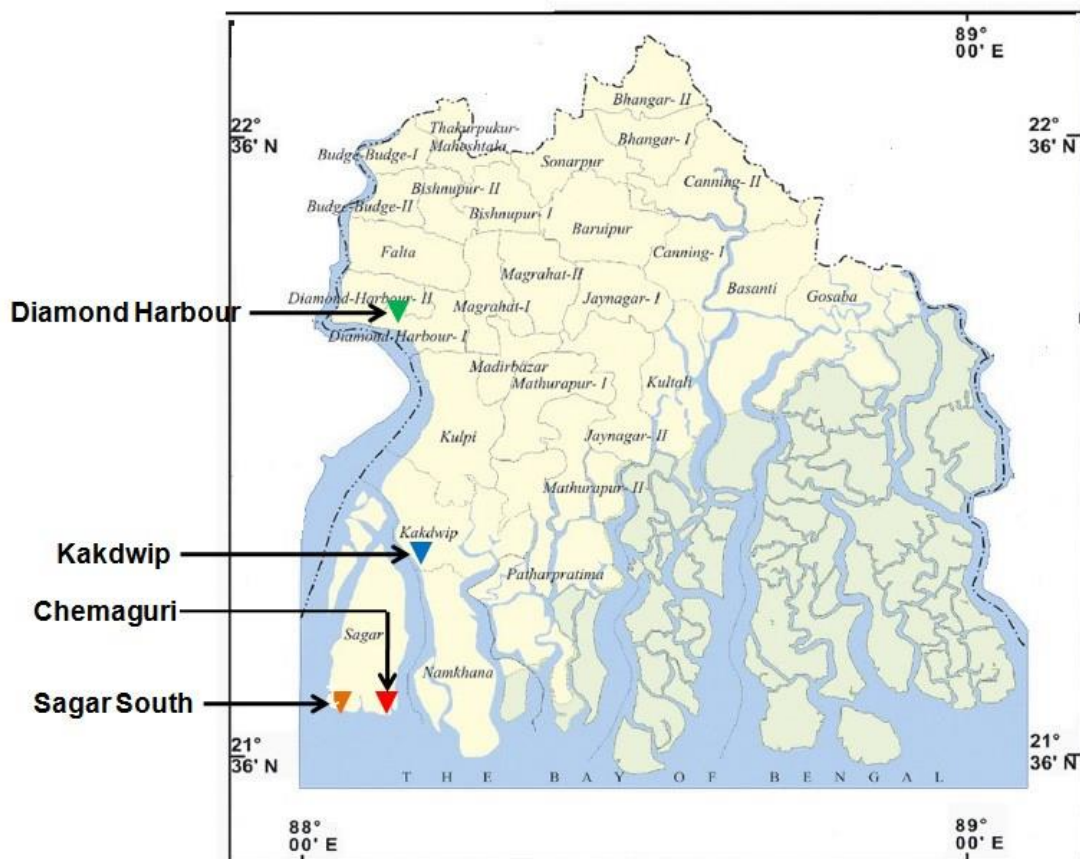 89°
00' E
22°
36' N
22°
36' N
Bhangar- II
Thakurpukur-
Maheshtala
Bhangar- I
Budge-Budge-I
Sonarpur
Canning- II
Bishnupur- II
Budge-Budge-II
Bishnupur- I
Baruipur
Falta
Canning- I
Magrahat-II
Basanti
Gosaba
Diamond Harbour
Diamond-Harbour- II
Magrahat-I
Jaynagar- I
Diamond-Harbour- I
Madirbazar
Mathurapur- I
Kultali
Kulpi
Jaynagar- II
Mathurapur- II
Kakdwip
Kakdwip
Patharpratima
Chemaguri
Sagar
Namkhana
Sagar South
21°
36' N
21°
36' N
THE BAY OF BENGAL
88°
00' E
89°
00' E